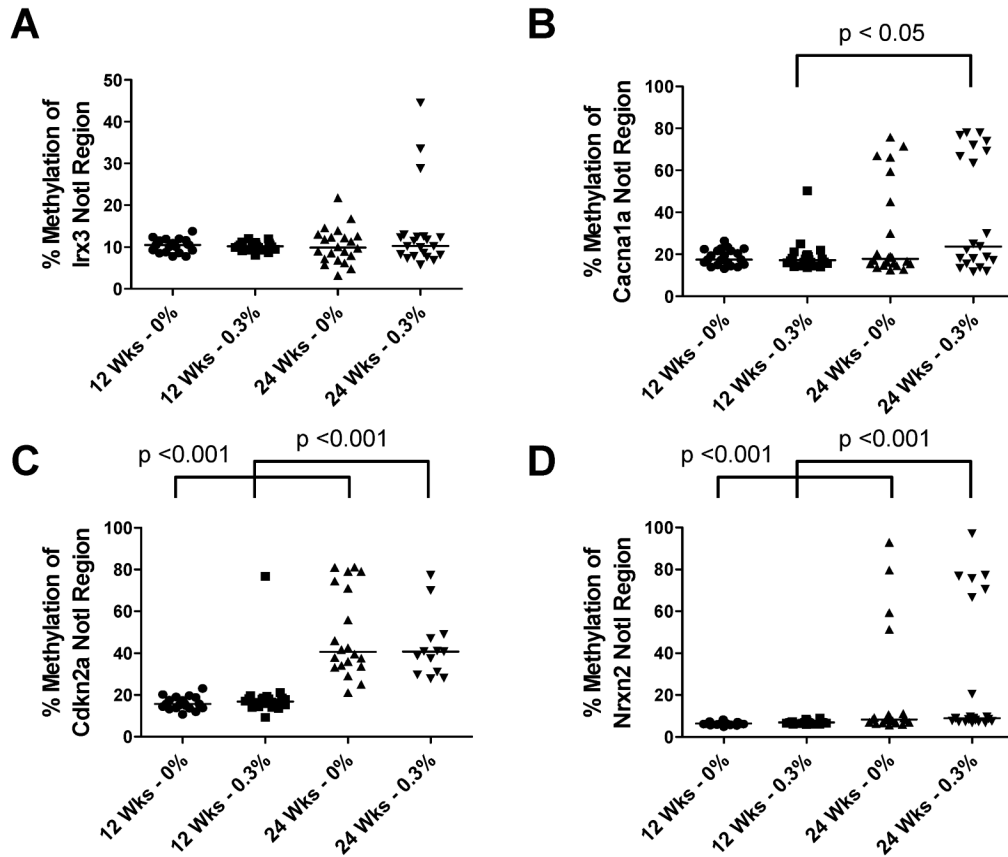 A
% Methylation of
Irx3 NotI Region
50
40
30
20
10
0
12 Wks - 0%
12 Wks - 0.3%
24 Wks - 0%
24 Wks - 0.3%
B
p < 0.05
% Methylation of
Cacna1a NotI Region
100
80
60
40
20
0
12 Wks - 0%
12 Wks - 0.3%
24 Wks - 0%
24 Wks - 0.3%
C
p <0.001
p <0.001
% Methylation of
Cdkn2a NotI Region
100
80
60
40
20
0
12 Wks - 0%
12 Wks - 0.3%
24 Wks - 0%
24 Wks - 0.3%
D
p <0.001
p <0.001
% Methylation of
Nrxn2 NotI Region
100
80
60
40
20
0
12 Wks - 0%
12 Wks - 0.3%
24 Wks - 0%
24 Wks - 0.3%